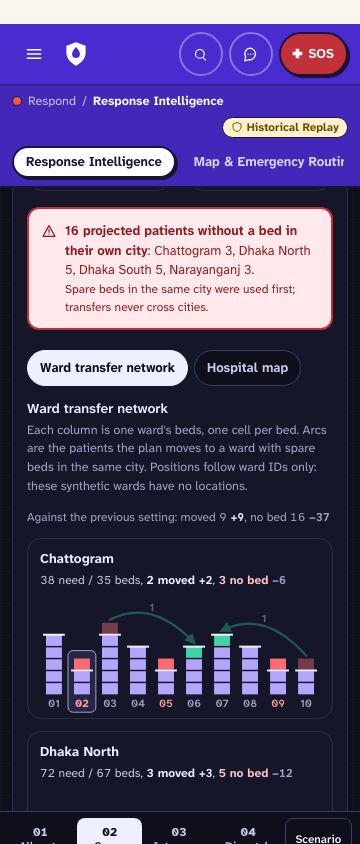 SOS
Respond / Response Intelligence
Historical Replay
Response Intelligence
Map & Emergency Routin
16 projected patients without a bed in
their own city: Chattogram 3, Dhaka North
5, Dhaka South 5, Narayanganj 3.
Spare beds in the same city were used first;
transfers never cross cities.
Ward transfer network
Hospital map
Ward transfer network
Each column is one ward's beds, one cell per bed. Arcs
are the patients the plan moves to a ward with spare
beds in the same city. Positions follow ward IDs only:
these synthetic wards have no locations.
Against the previous setting: moved 9 +9, no bed 16 −37
Chattogram
38 need / 35 beds, 2 moved +2, 3 no bed −6
1 1
01 02 03 04 05 06 07 08 09 10
Dhaka North
72 need / 67 beds, 3 moved +3, 5 no bed −12
01 02 03 04
Scenario